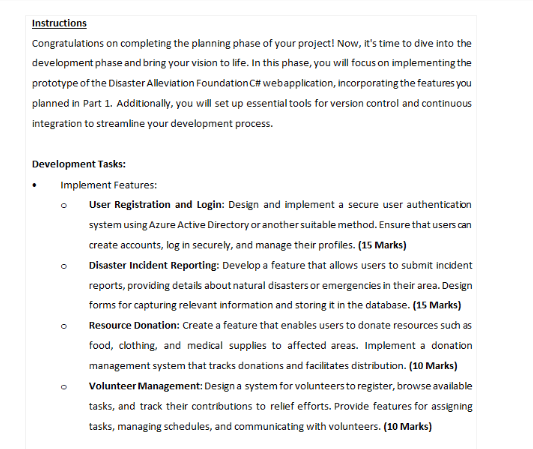 Instructions
Congratulations on completing the planning phase of your project! Now, it's time to dive into the
development phase and bring your vision to life. In this phase, you will focus on implementing the
prototype of the Disaster Alleviation Foundation C# web application, incorporating the features you
planned in Part 1. Additionally, you will set up essential tools for version control and continuous
integration to streamline your development process.
Development Tasks:
• Implement Features:
o User Registration and Login: Design and implement a secure user authentication
system using Azure Active Directory or another suitable method. Ensure that users can
create accounts, log in securely, and manage their profiles. (15 Marks)
o Disaster Incident Reporting: Develop a feature that allows users to submit incident
reports, providing details about natural disasters or emergencies in their area. Design
forms for capturing relevant information and storing it in the database. (15 Marks)
o Resource Donation: Create a feature that enables users to donate resources such as
food, clothing, and medical supplies to affected areas. Implement a donation
management system that tracks donations and facilitates distribution. (10 Marks)
o Volunteer Management: Design a system for volunteers to register, browse available
tasks, and track their contributions to relief efforts. Provide features for assigning
tasks, managing schedules, and communicating with volunteers. (10 Marks)